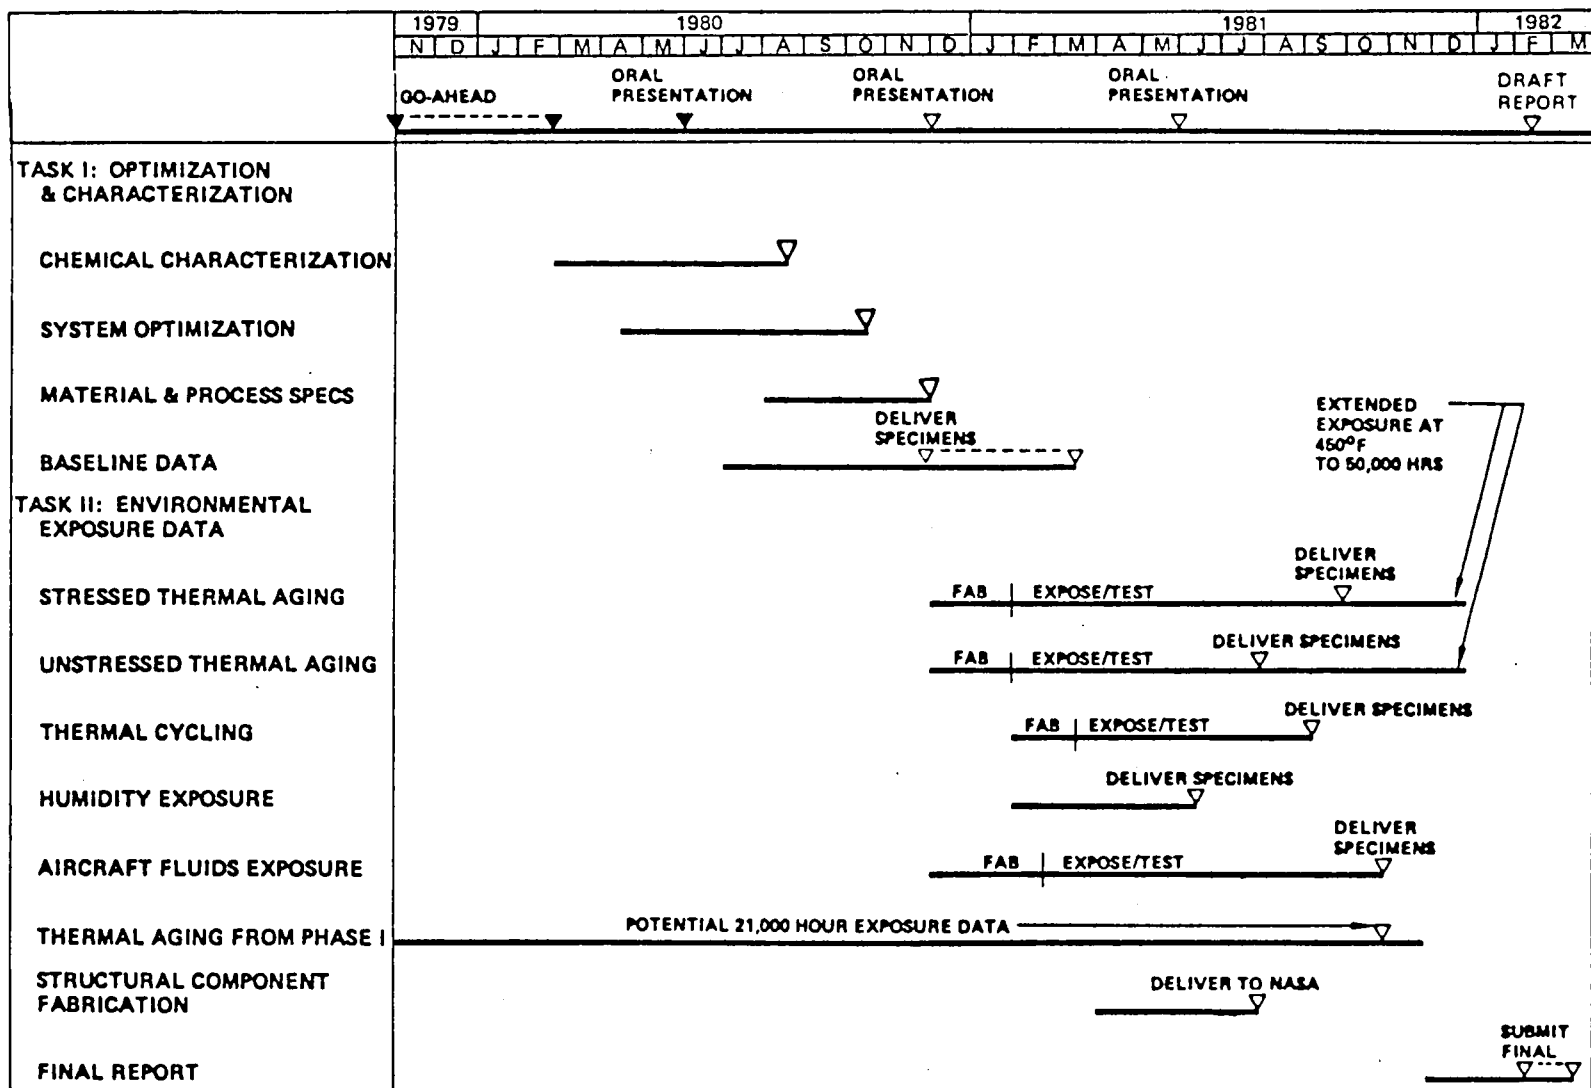 1979 1980 1981 1982
N D J F M A M J J A S O N D J F M A M J J A S O N D J F M
GO-AHEAD
ORAL
PRESENTATION
ORAL
PRESENTATION
ORAL
PRESENTATION
DRAFT
REPORT
TASK I: OPTIMIZATION
& CHARACTERIZATION
CHEMICAL CHARACTERIZATION
SYSTEM OPTIMIZATION
MATERIAL & PROCESS SPECS
EXTENDED
EXPOSURE AT
450°F
TO 50,000 HRS
DELIVER
SPECIMENS
BASELINE DATA
TASK II: ENVIRONMENTAL
EXPOSURE DATA
DELIVER
SPECIMENS
STRESSED THERMAL AGING
FAB EXPOSE/TEST
DELIVER SPECIMENS
UNSTRESSED THERMAL AGING
FAB EXPOSE/TEST
DELIVER SPECIMENS
THERMAL CYCLING
FAB EXPOSE/TEST
DELIVER SPECIMENS
HUMIDITY EXPOSURE
DELIVER
SPECIMENS
AIRCRAFT FLUIDS EXPOSURE
FAB EXPOSE/TEST
POTENTIAL 21,000 HOUR EXPOSURE DATA
THERMAL AGING FROM PHASE I
STRUCTURAL COMPONENT
FABRICATION
DELIVER TO NASA
SUBMIT
FINAL
FINAL REPORT